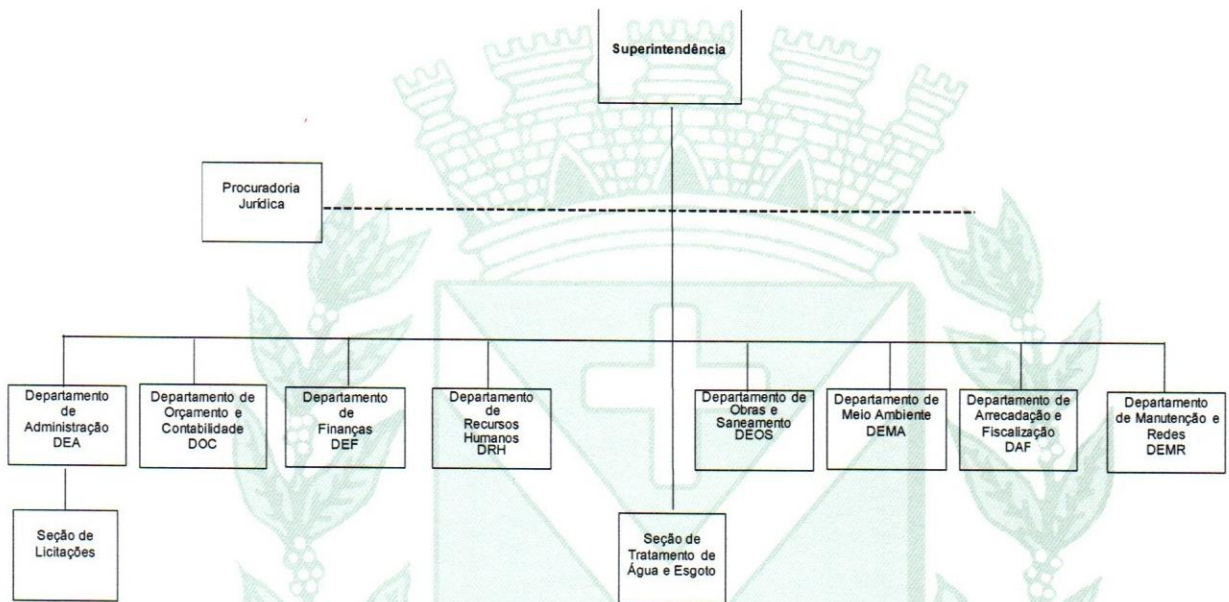 Superintendência
Procuradoria
Jurídica
Departamento
de
Administração
DEA
Departamento de
Orçamento e
Contabilidade
DOC
Departamento
de
Finanças
DEF
Departamento
de
Recursos
Humanos
DRH
Departamento de
Obras e
Saneamento
DEOS
Departamento de
Meio Ambiente
DEMA
Departamento de
Arrecadação e
Fiscalização
DAF
Departamento
de Manutenção e
Redes
DEMR
Seção de
Licitações
Seção de
Tratamento de
Água e Esgoto